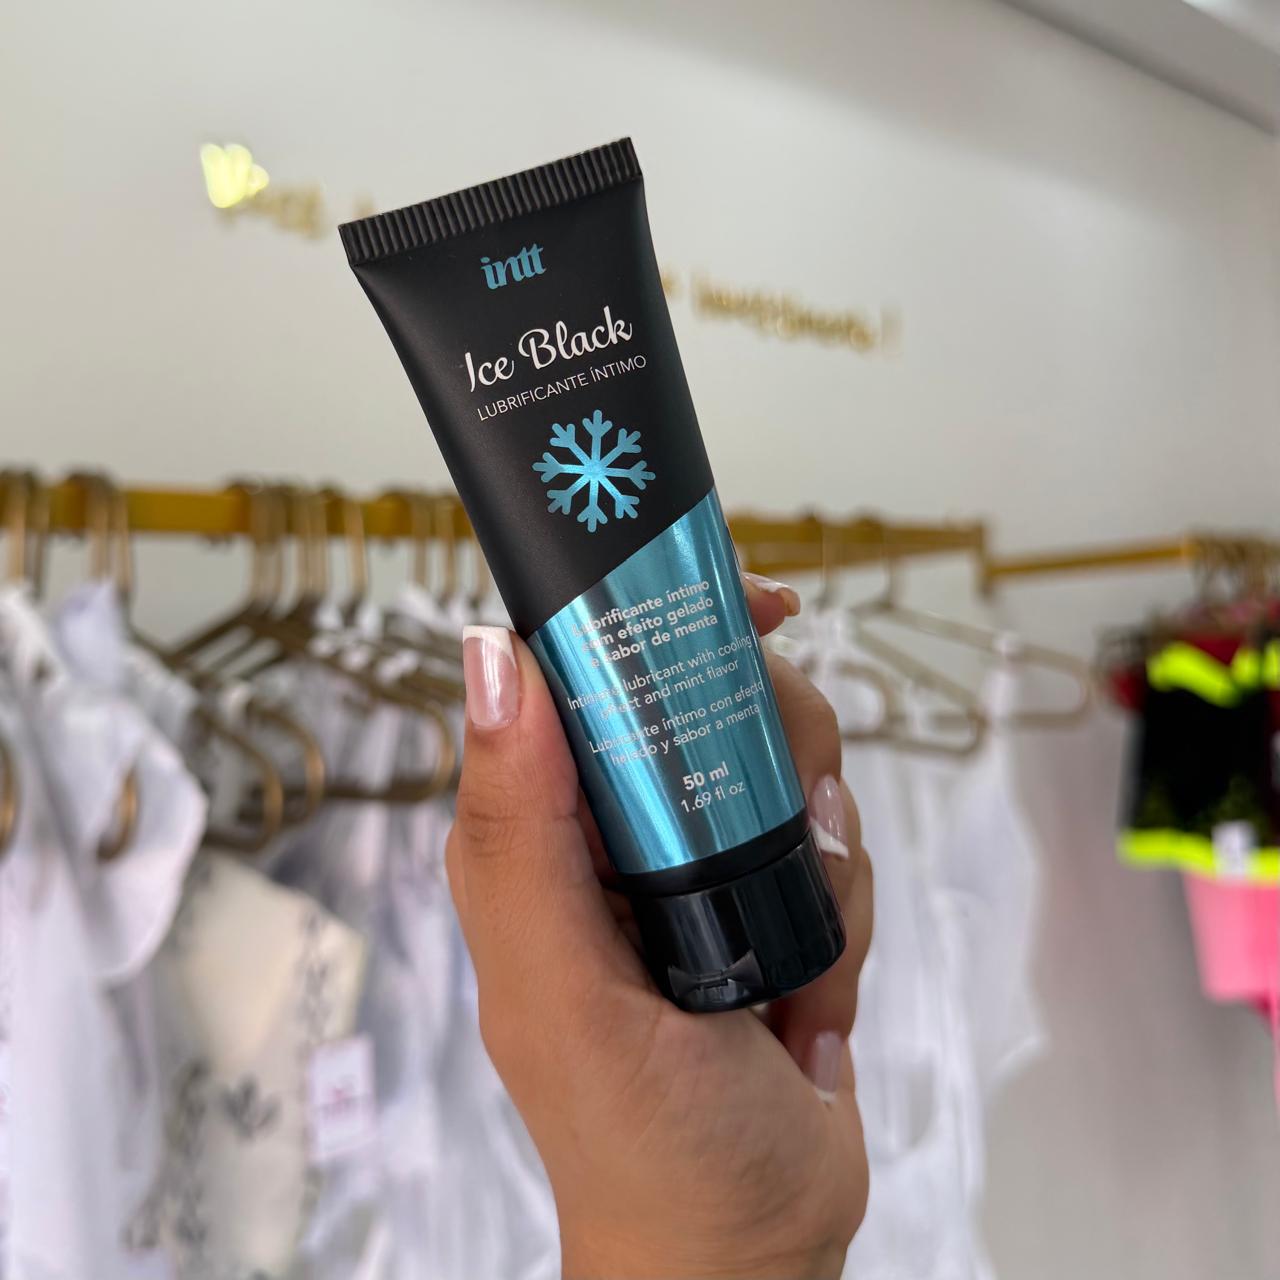 intt
Ice Black
LUBRIFICANTE ÍNTIMO
Lubrificante íntimo
com efeito gelado
e sabor de menta
Intimate lubricant with cooling
effect and mint flavor
Lubricante íntimo con efecto
helado y sabor a menta
50 ml
1.69 fl oz